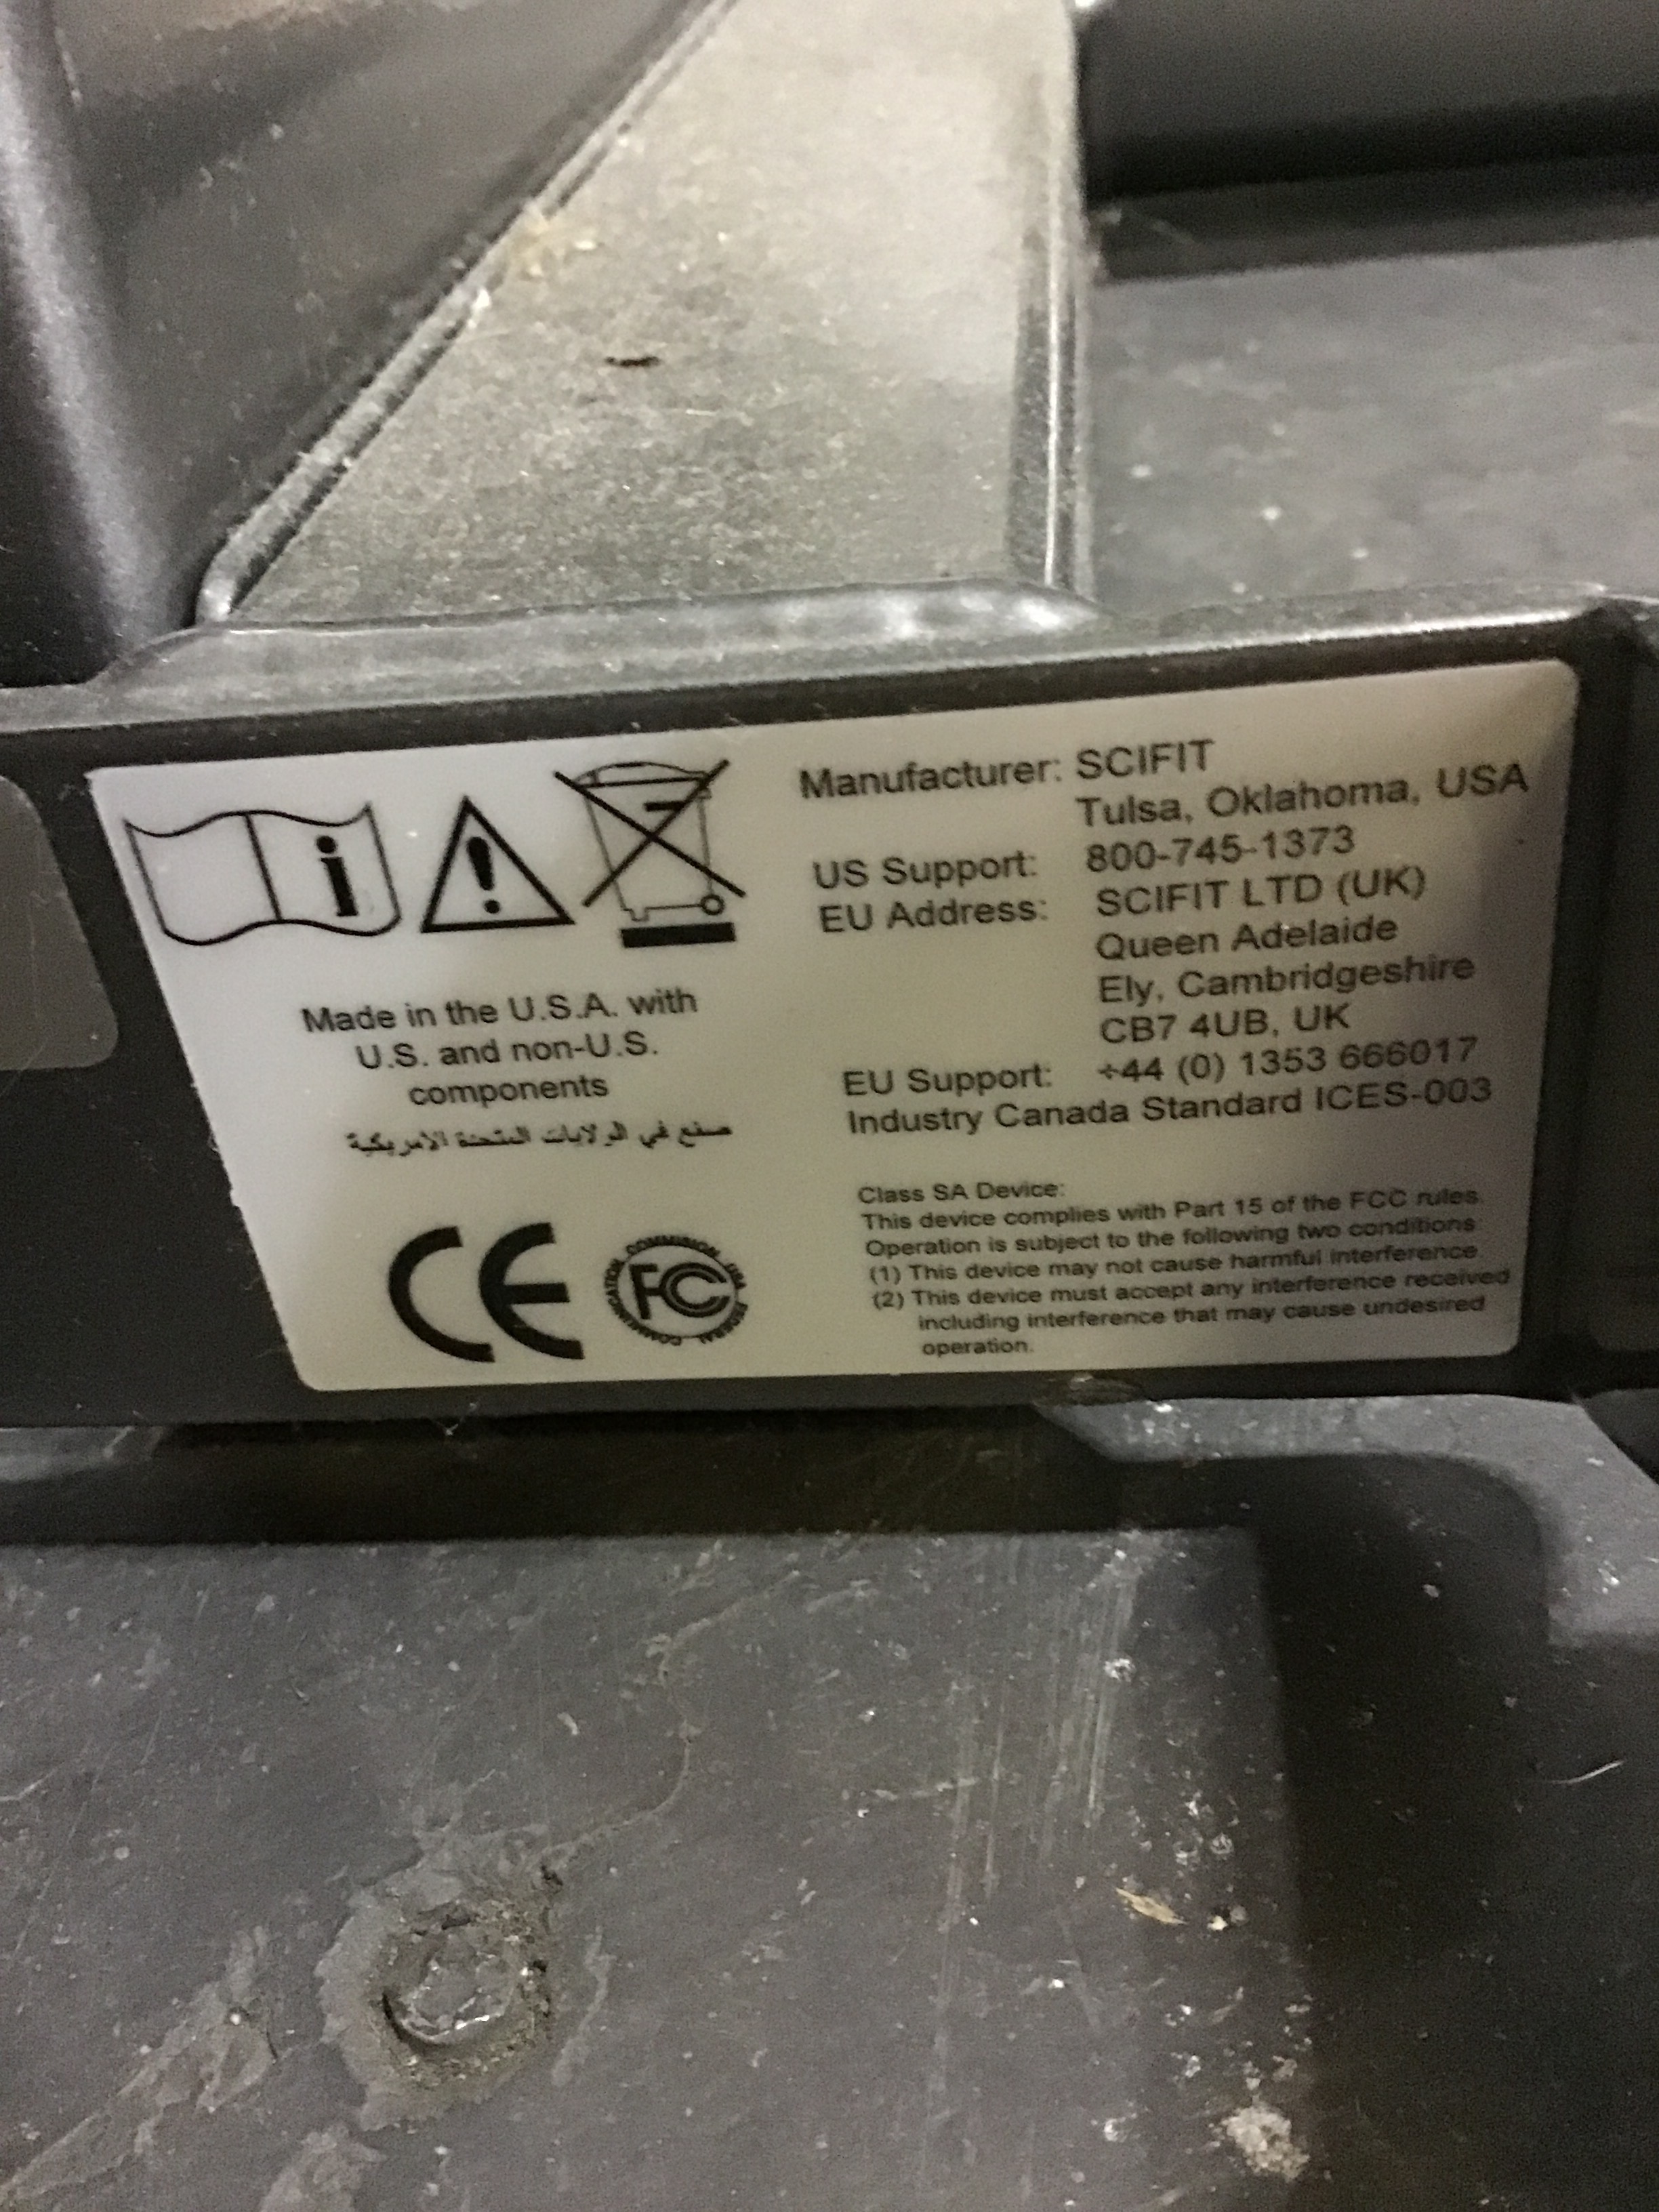 i
Made in the U.S.A. with
U.S. and non-U.S.
components
صنع في الولايات المتحدة الأمريكية
CE
FC
FEDERAL COMMUNICATION COMMISION USA
Manufacturer: SCIFIT
Tulsa, Oklahoma, USA
US Support: 800-745-1373
EU Address: SCIFIT LTD (UK)
Queen Adelaide
Ely, Cambridgeshire
CB7 4UB, UK
EU Support: +44 (0) 1353 666017
Industry Canada Standard ICES-003
Class SA Device:
This device complies with Part 15 of the FCC rules.
Operation is subject to the following two conditions
(1) This device may not cause harmful interference.
(2) This device must accept any interference received
including interference that may cause undesired
operation.